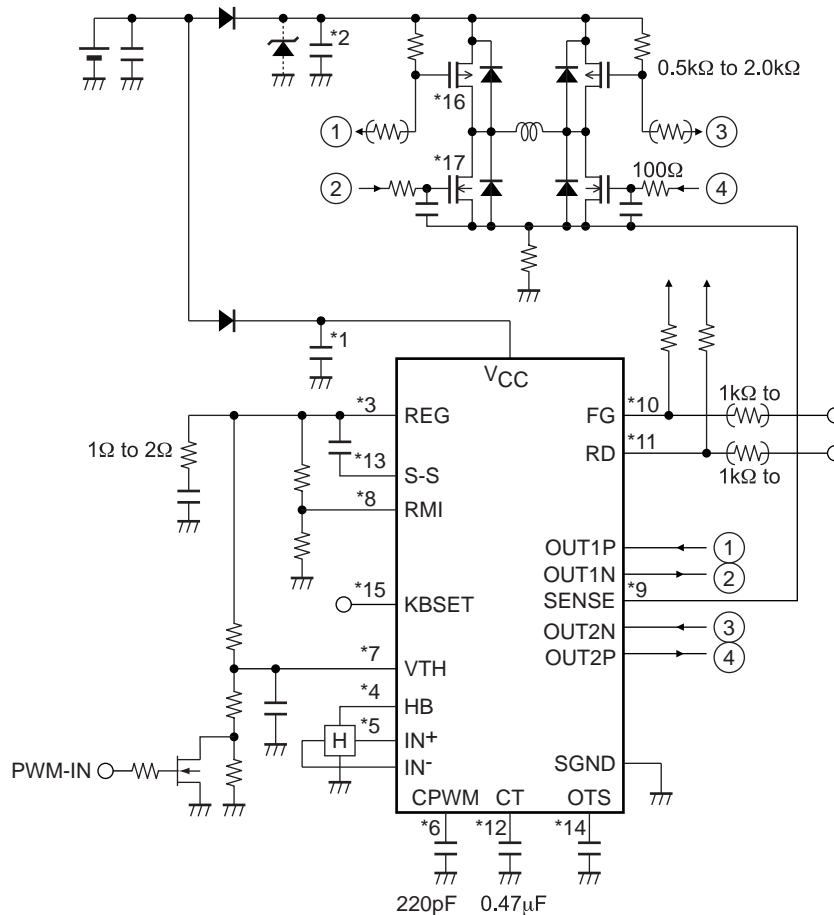 *2
0.5kΩ to 2.0kΩ
*16
1
3
*17
100Ω
2
4
*1
VCC
*3 REG
FG *10
1kΩ to
1Ω to 2Ω
*13 S-S
RD *11
1kΩ to
*8 RMI
OUT1P 1
OUT1N 2
*15 KBSET
SENSE *9
OUT2N 3
*7 VTH
OUT2P 4
*4 HB
*5 IN+
H
IN-
PWM-IN
SGND
CPWM CT OTS
*6 *12 *14
220pF 0.47µF